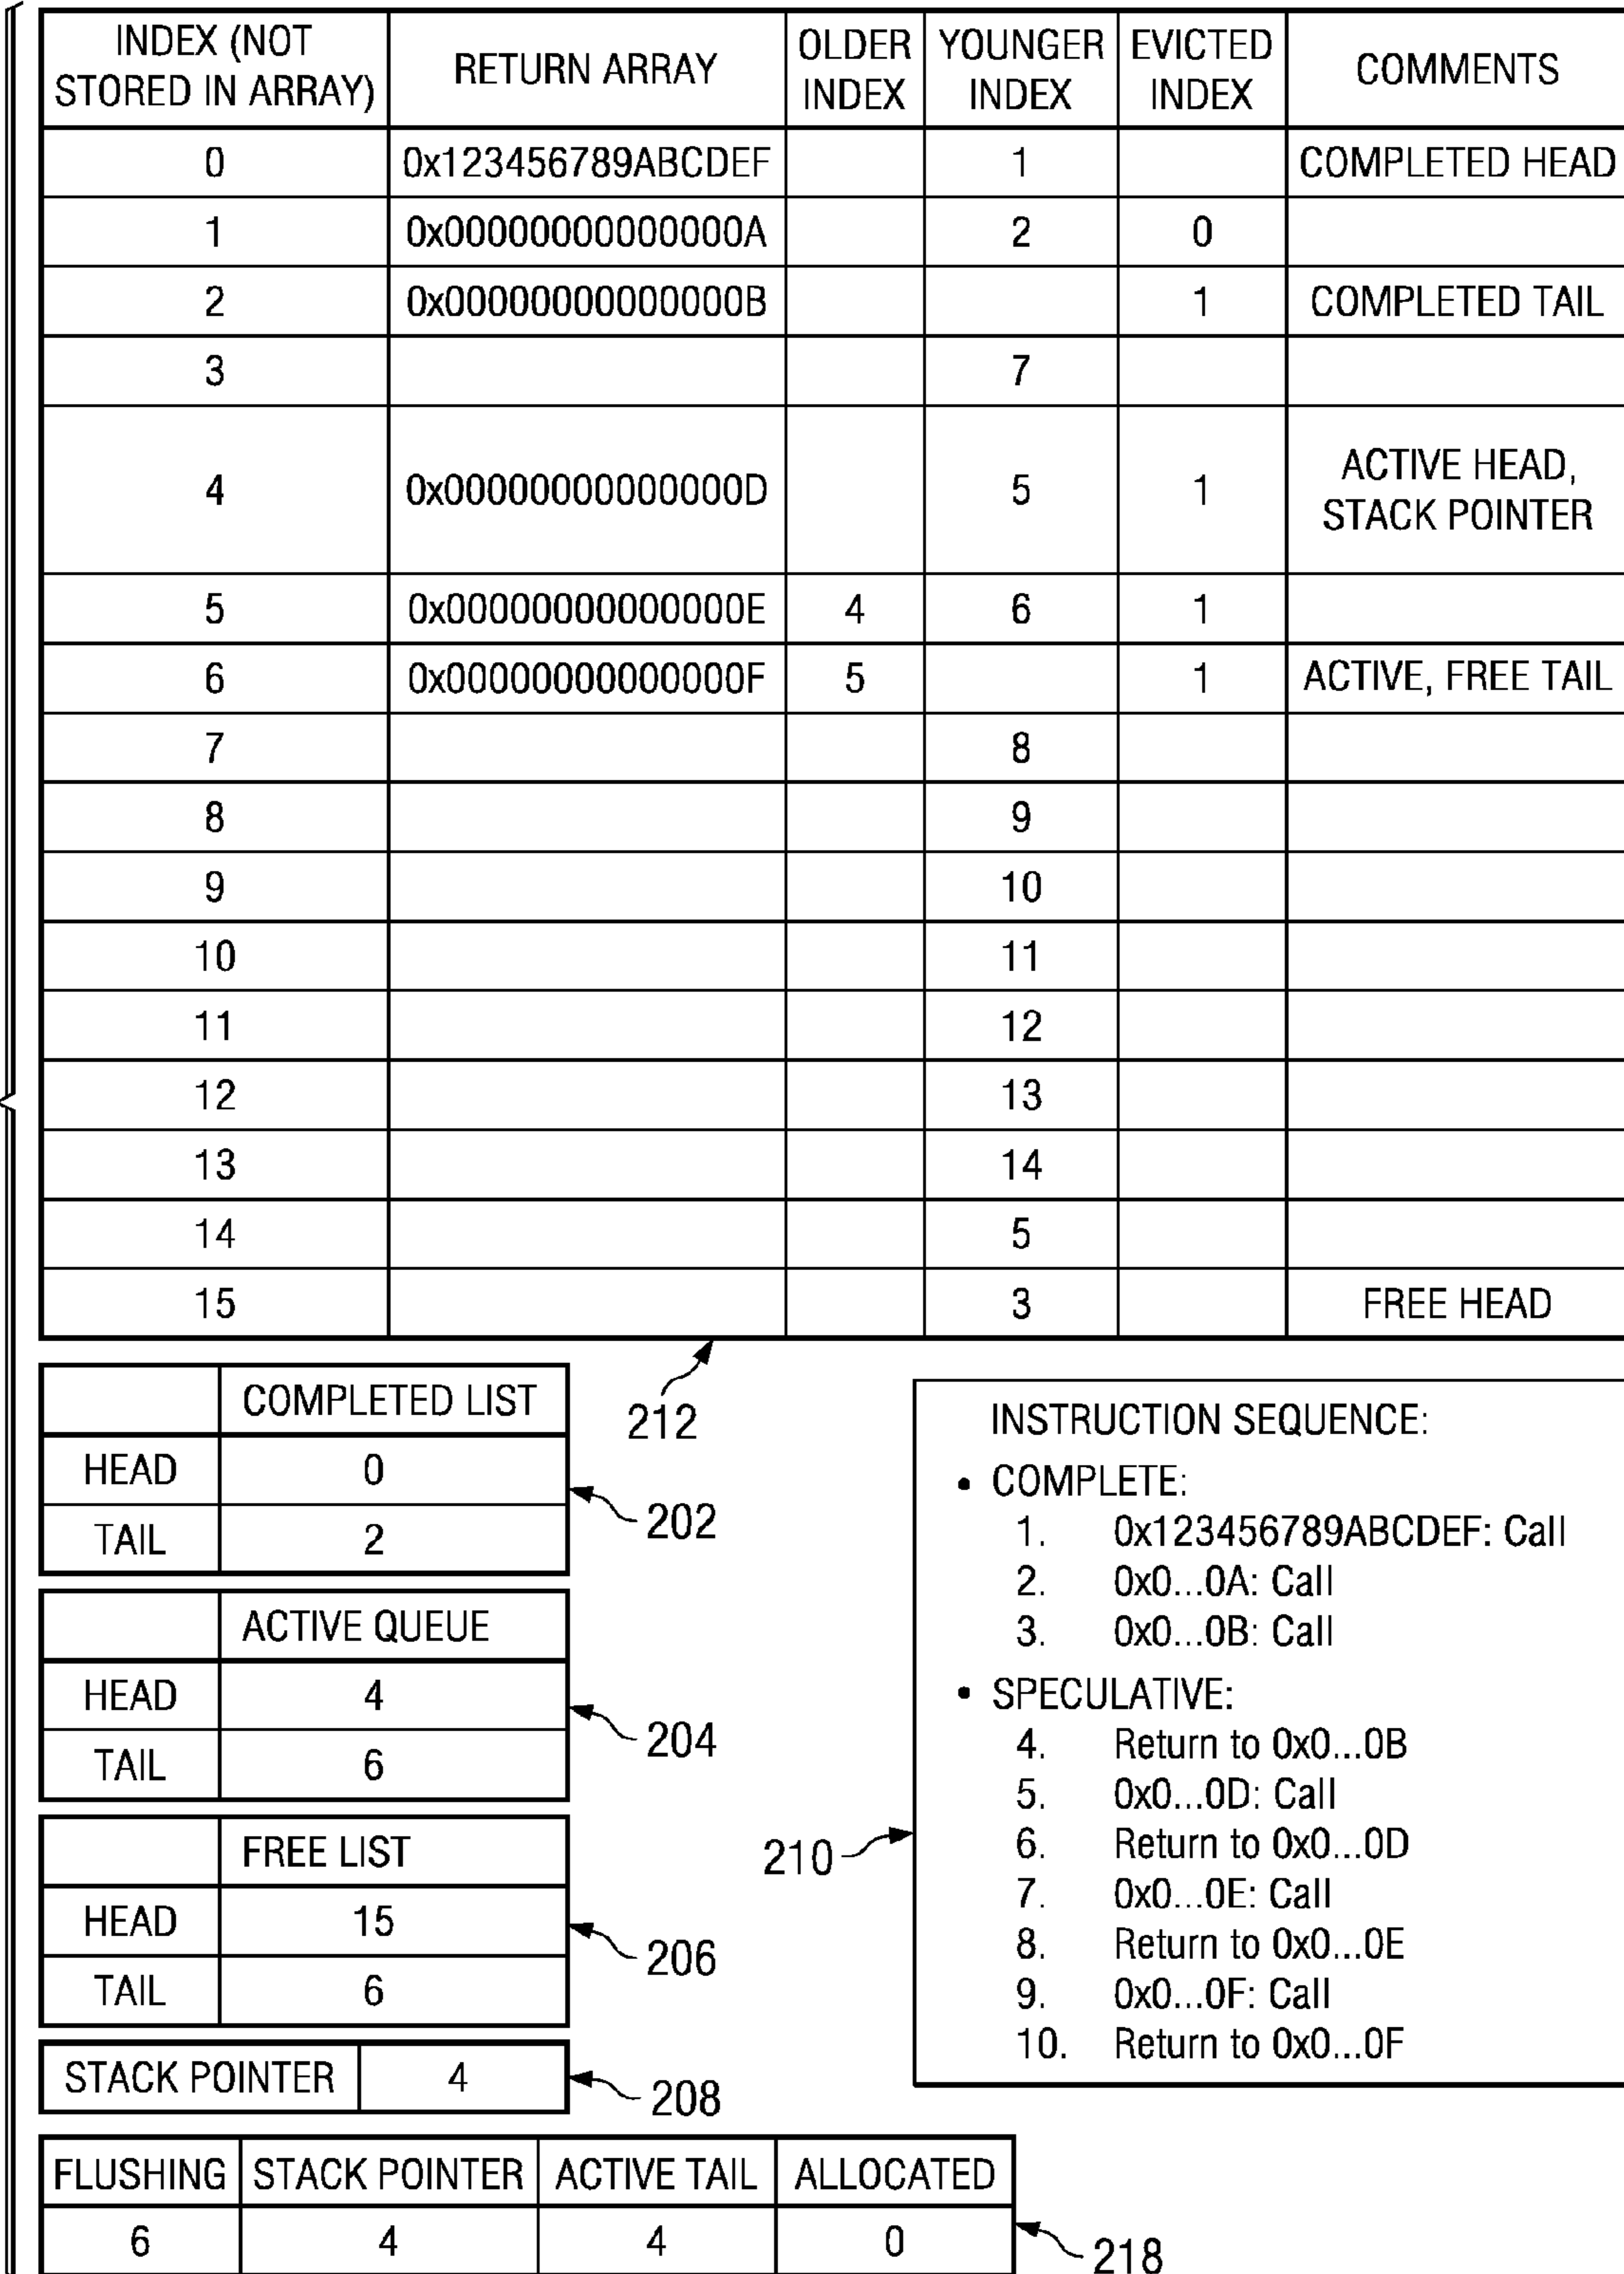 INDEX (NOT STORED IN ARRAY) RETURN ARRAY OLDER INDEX YOUNGER INDEX EVICTED INDEX COMMENTS
0 0x123456789ABCDEF 1 COMPLETED HEAD
1 0x00000000000000A 2 0
2 0x00000000000000B 1 COMPLETED TAIL
3 7
4 0x00000000000000D 5 1 ACTIVE HEAD, STACK POINTER
5 0x00000000000000E 4 6 1
6 0x00000000000000F 5 1 ACTIVE, FREE TAIL
7 8
8 9
9 10
10 11
11 12
12 13
13 14
14 5
15 3 FREE HEAD
212
COMPLETED LIST
HEAD 0
TAIL 2
202
ACTIVE QUEUE
HEAD 4
TAIL 6
204
FREE LIST
HEAD 15
TAIL 6
206
STACK POINTER 4
208
INSTRUCTION SEQUENCE:
• COMPLETE:
1. 0x123456789ABCDEF: Call
2. 0x0...0A: Call
3. 0x0...0B: Call
• SPECULATIVE:
4. Return to 0x0...0B
5. 0x0...0D: Call
6. Return to 0x0...0D
7. 0x0...0E: Call
8. Return to 0x0...0E
9. 0x0...0F: Call
10. Return to 0x0...0F
210
FLUSHING STACK POINTER ACTIVE TAIL ALLOCATED
6 4 4 0
218